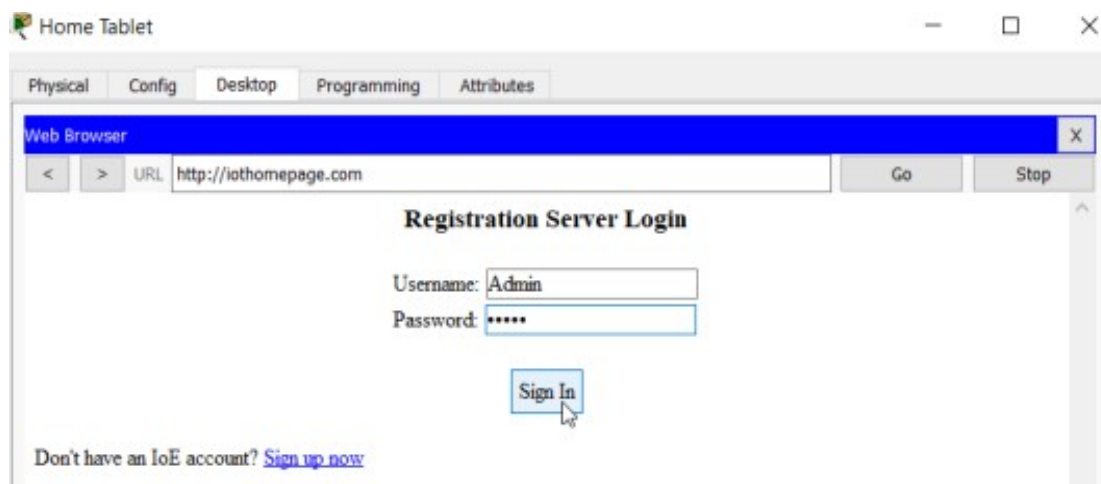 Home Tablet
Physical Config Desktop Programming Attributes
Web Browser X
< > URL http://iothomepage.com Go Stop
Registration Server Login
Username: Admin
Password: •••••
Sign In
Don't have an IoE account? Sign up now